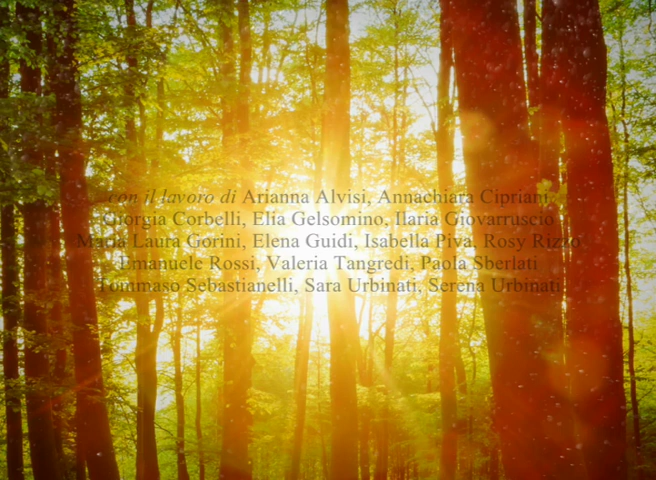 con il lavoro di Arianna Alvisi, Annachiara Cipriani
Giorgia Corbelli, Elia Gelsomino, Ilaria Giovarruscio
Maria Laura Gorini, Elena Guidi, Isabella Piva, Rosy Rizzo
Emanuele Rossi, Valeria Tangredi, Paola Sberlati
Tommaso Sebastianelli, Sara Urbinati, Serena Urbinati